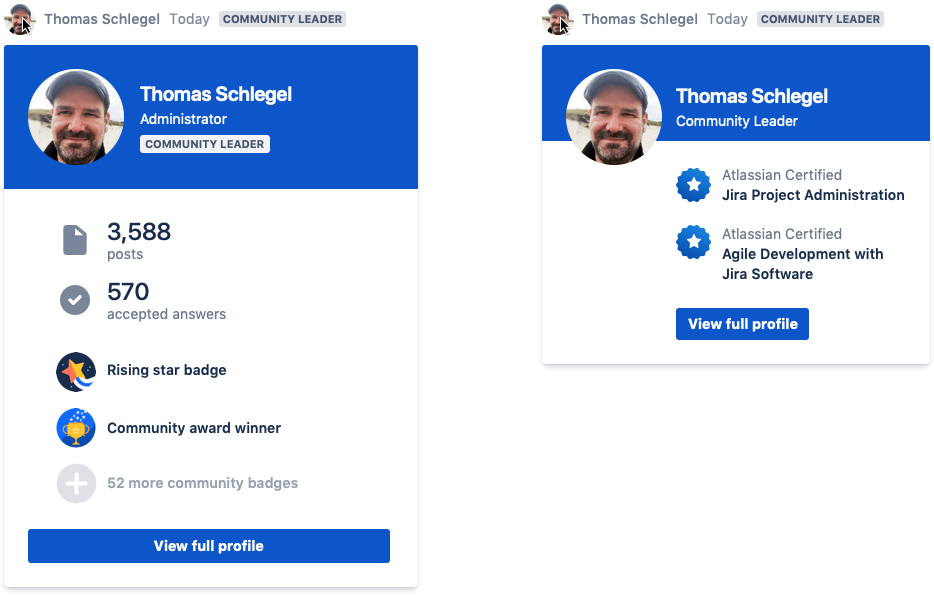 Thomas Schlegel Today COMMUNITY LEADER
Thomas Schlegel
Administrator
COMMUNITY LEADER
3,588
posts
570
accepted answers
Rising star badge
Community award winner
52 more community badges
View full profile
Thomas Schlegel Today COMMUNITY LEADER
Thomas Schlegel
Community Leader
Atlassian Certified
Jira Project Administration
Atlassian Certified
Agile Development with
Jira Software
View full profile